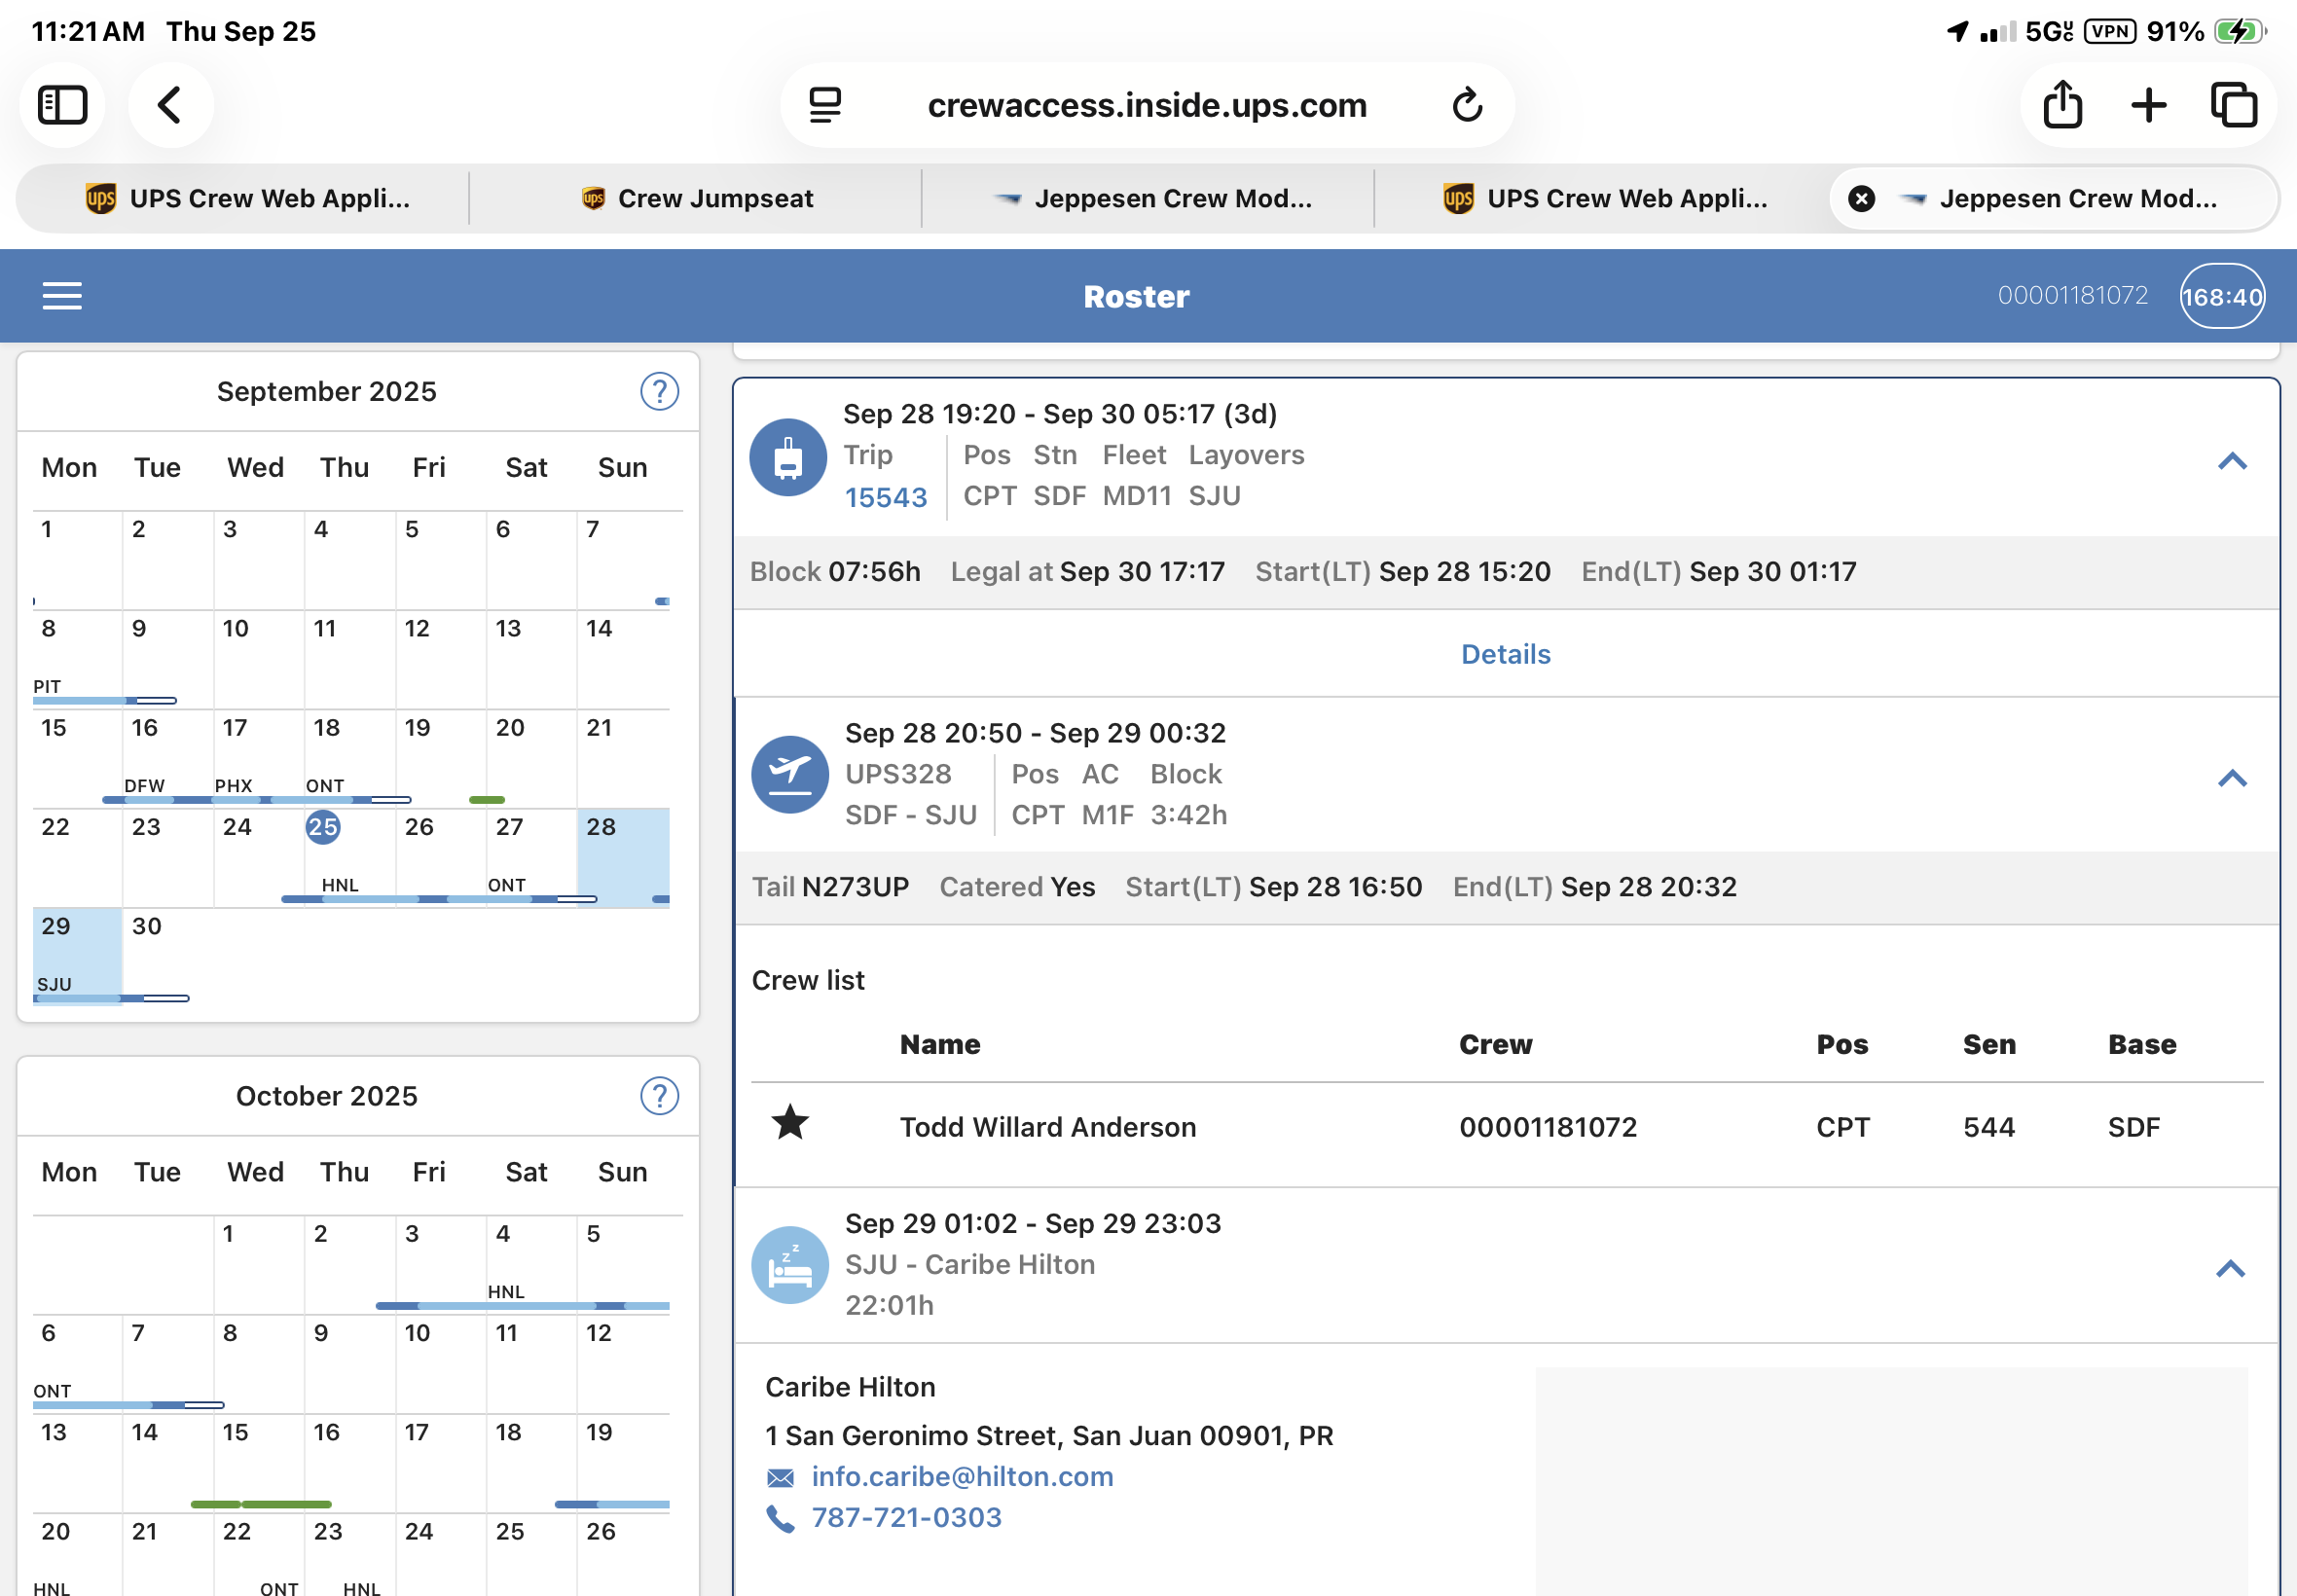 11:21 AM Thu Sep 25
5G VPN 91%
crewaccess.inside.ups.com
UPS Crew Web Appli...
Crew Jumpseat
Jeppesen Crew Mod...
UPS Crew Web Appli...
Jeppesen Crew Mod...
Roster
00001181072
168:40
September 2025 ?
Mon Tue Wed Thu Fri Sat Sun
1 2 3 4 5 6 7
8 9 10 11 12 13 14
PIT
15 16 17 18 19 20 21
DFW PHX ONT
22 23 24 25 26 27 28
HNL ONT
29 30
SJU
October 2025 ?
Mon Tue Wed Thu Fri Sat Sun
1 2 3 4 5
HNL
6 7 8 9 10 11 12
ONT
13 14 15 16 17 18 19
20 21 22 23 24 25 26
HNL ONT HNL
Sep 28 19:20 - Sep 30 05:17 (3d)
Trip Pos Stn Fleet Layovers
15543 CPT SDF MD11 SJU
Block 07:56h Legal at Sep 30 17:17 Start(LT) Sep 28 15:20 End(LT) Sep 30 01:17
Details
Sep 28 20:50 - Sep 29 00:32
UPS328 Pos AC Block
SDF - SJU CPT M1F 3:42h
Tail N273UP Catered Yes Start(LT) Sep 28 16:50 End(LT) Sep 28 20:32
Crew list
Name Crew Pos Sen Base
Todd Willard Anderson 00001181072 CPT 544 SDF
Sep 29 01:02 - Sep 29 23:03
SJU - Caribe Hilton
22:01h
Caribe Hilton
1 San Geronimo Street, San Juan 00901, PR
info.caribe@hilton.com
787-721-0303